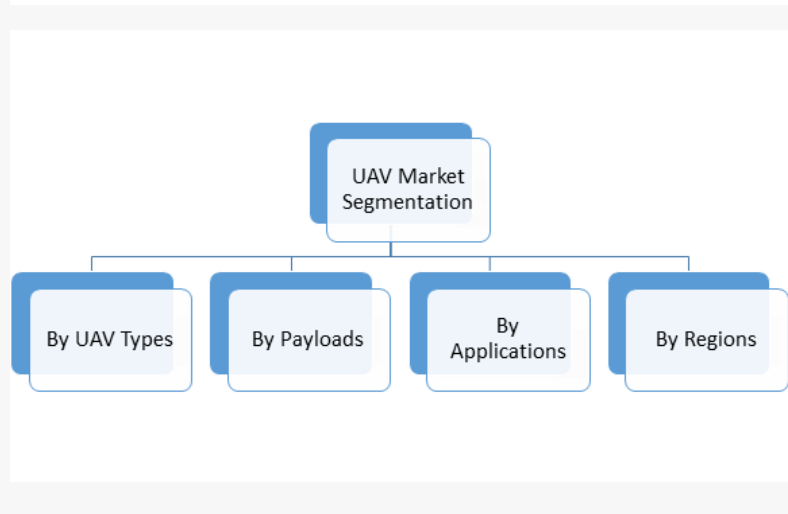 UAV Market
Segmentation
By UAV Types
By Payloads
By
Applications
By Regions